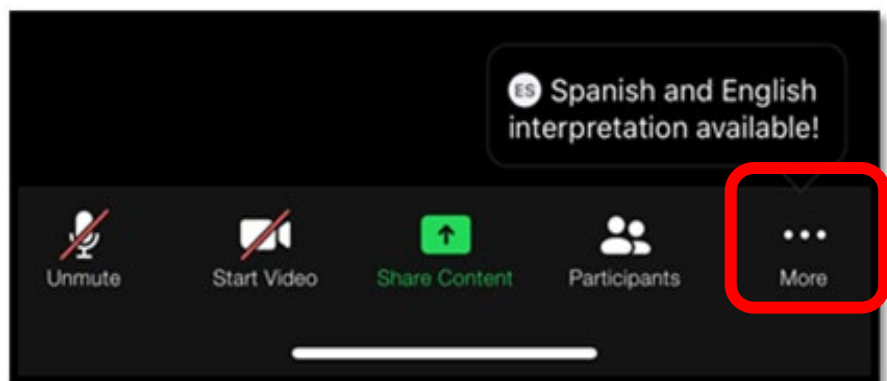 ES Spanish and English
interpretation available!
Unmute
Start Video
Share Content
Participants
More